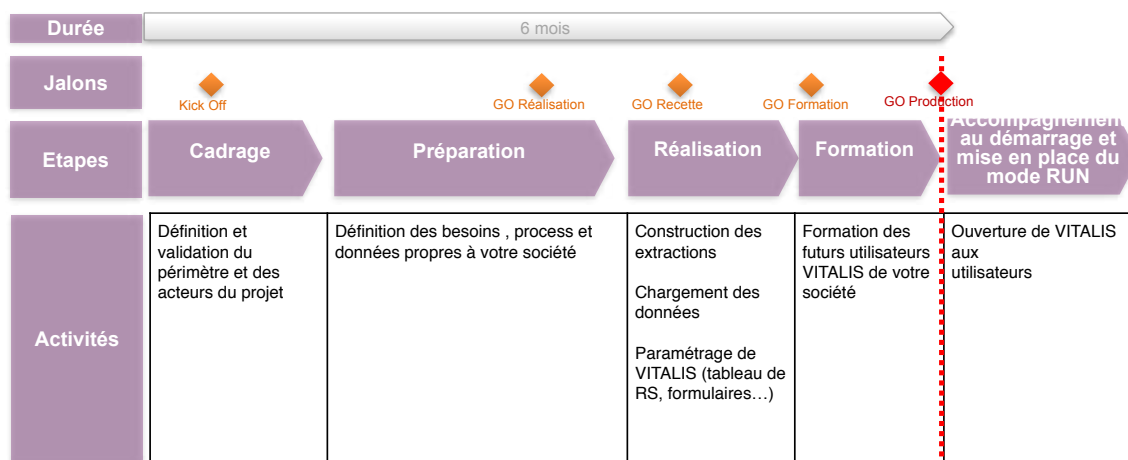 Durée
6 mois
Jalons
Kick Off
GO Réalisation
GO Recette
GO Formation
GO Production
Etapes
Cadrage
Préparation
Réalisation
Formation
Accompagnement
au démarrage et
mise en place du
mode RUN
Activités
Définition et
validation du
périmètre et des
acteurs du projet
Définition des besoins , process et
données propres à votre société
Construction des
extractions
Chargement des
données
Paramétrage de
VITALIS (tableau de
RS, formulaires…)
Formation des
futurs utilisateurs
VITALIS de votre
société
Ouverture de VITALIS
aux
utilisateurs